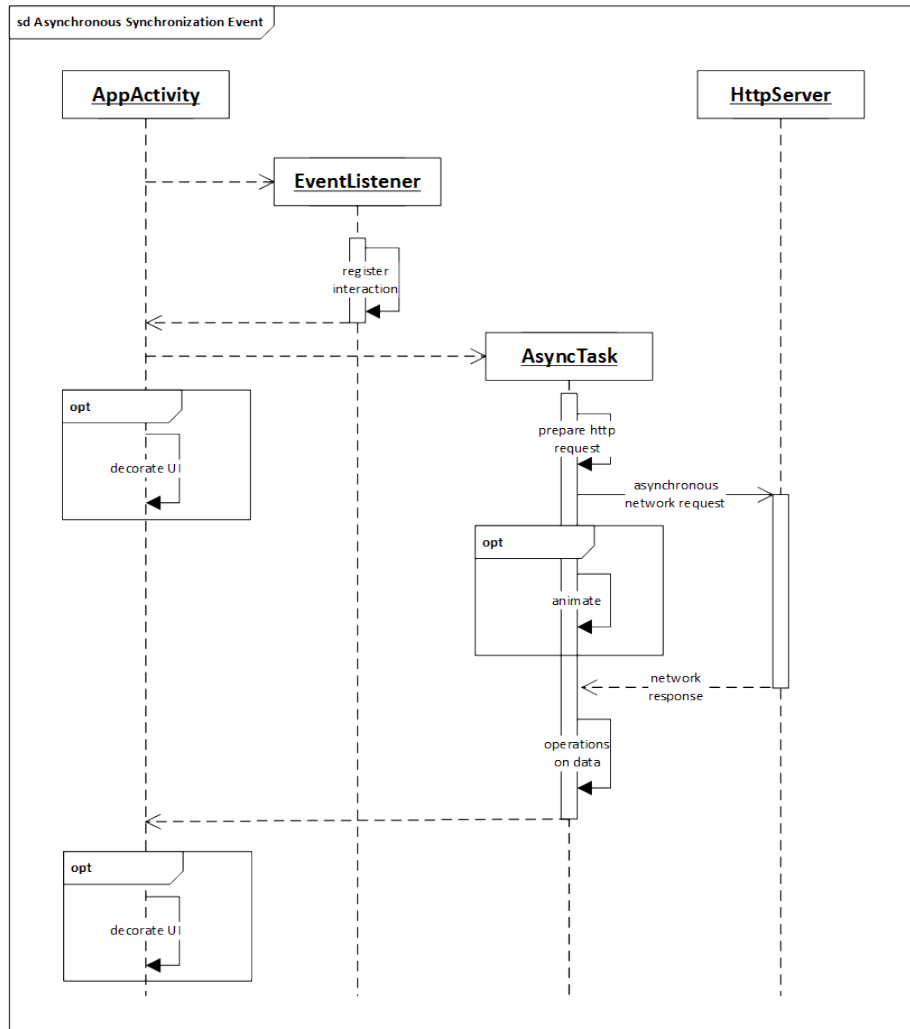 sd Asynchronous Synchronization Event
AppActivity
HttpServer
EventListener
register
interaction
AsyncTask
opt
decorate UI
prepare http
request
asynchronous
network request
opt
animate
network
response
operations
on data
opt
decorate UI